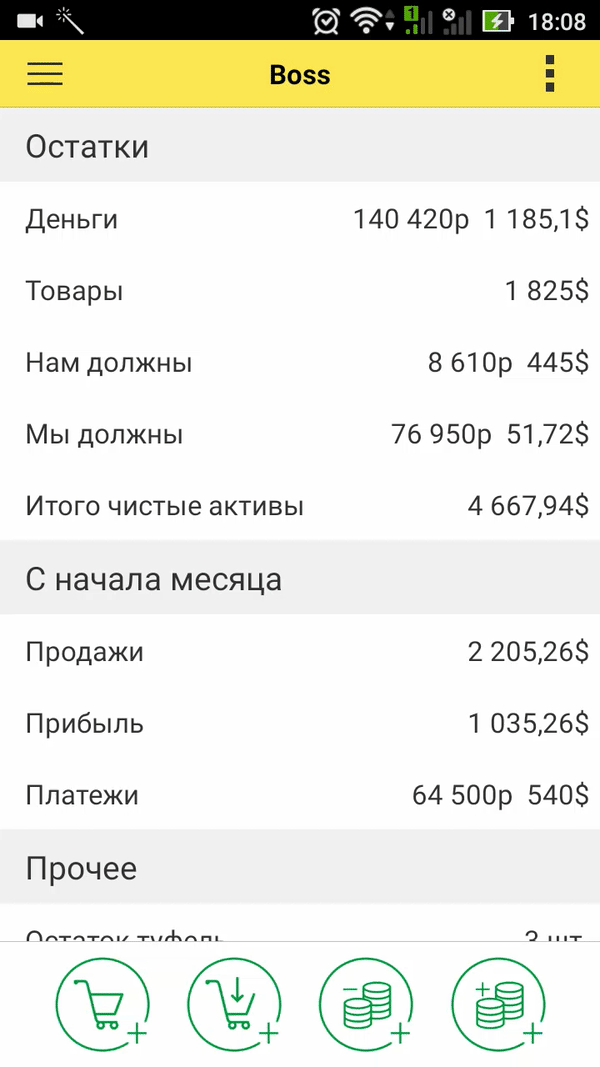 1
18:08
Boss
Остатки
Деньги 140 420р 1 185,1$
Товары 1 825$
Нам должны 8 610р 445$
Мы должны 76 950р 51,72$
Итого чистые активы 4 667,94$
С начала месяца
Продажи 2 205,26$
Прибыль 1 035,26$
Платежи 64 500р 540$
Прочее
Остаток туфель 3 шт.